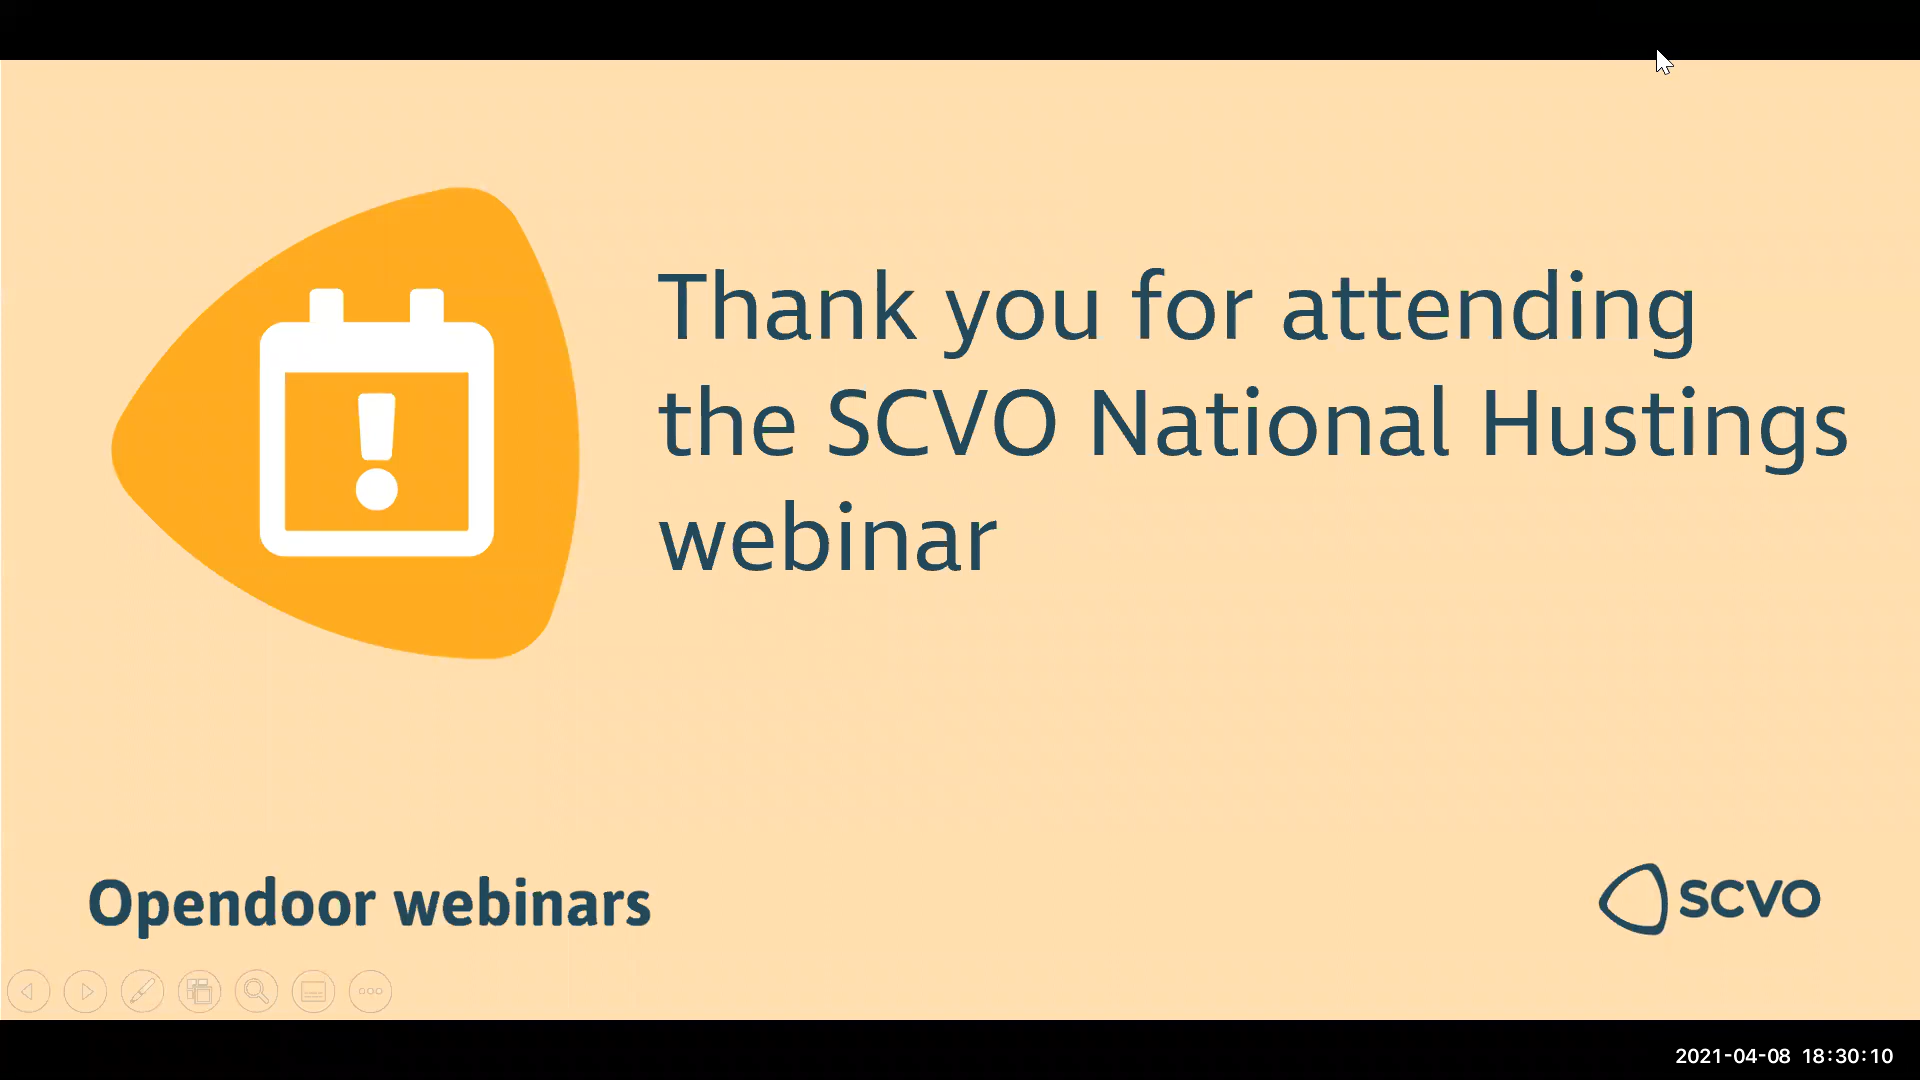 Thank you for attending
the SCVO National Hustings
webinar
Opendoor webinars
scvo
2021-04-08 18:30:10